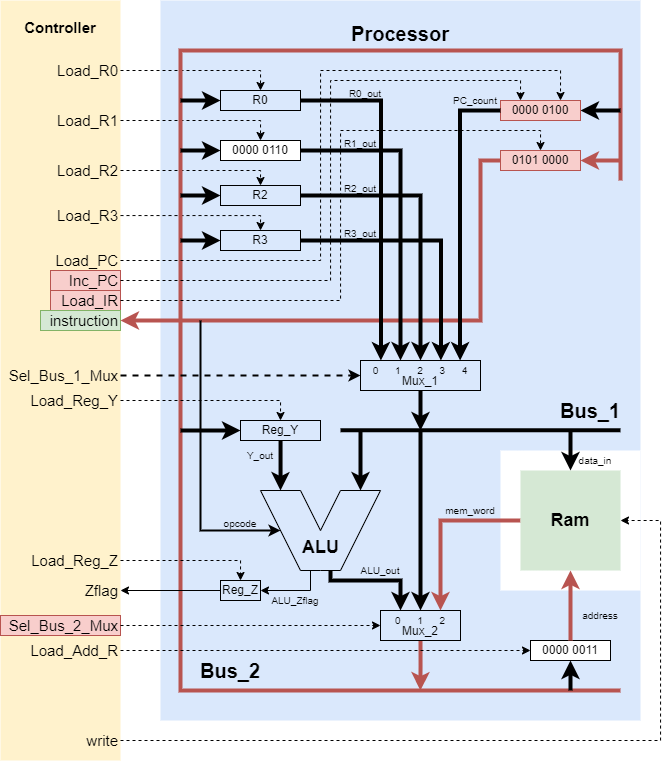 Controller
Processor
Load_R0
R0
R0_out
PC_count
0000 0100
Load_R1
0000 0110
R1_out
0101 0000
Load_R2
R2
R2_out
Load_R3
R3
R3_out
Load_PC
Inc_PC
Load_IR
instruction
0 1 2 3 4
Mux_1
Sel_Bus_1_Mux
Load_Reg_Y
Reg_Y
Bus_1
Y_out
data_in
mem_word
Ram
opcode
ALU
Load_Reg_Z
ALU_out
Zflag
Reg_Z
ALU_Zflag
0 1 2
Mux_2
address
Sel_Bus_2_Mux
Load_Add_R
0000 0011
Bus_2
write